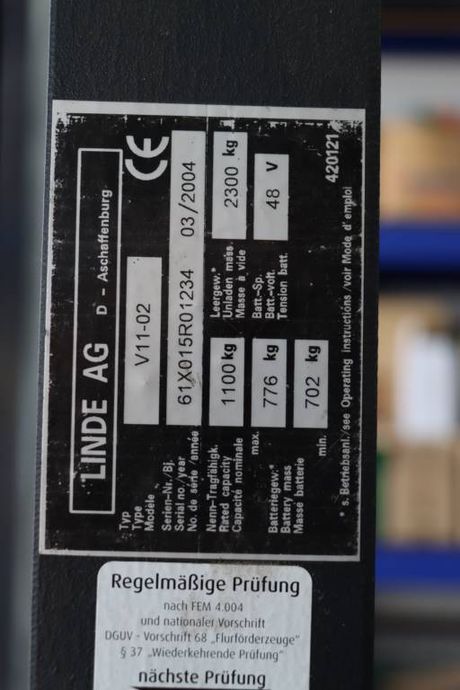 LINDE AG D - Aschaffenburg
Typ
Type
Modèle
V11-02
CE
Serien-Nr./Bj.
Serial no./year
No. de série/année
61X015R01234 03/2004
Nenn-Tragfähigk.
Rated capacity
Capacité nominale
1100 kg
Leergew.*
Unladen mass.
Masse à vide
2300 kg
Batteriegew.*
Battery mass
Masse batterie
max.
776 kg
min.
702 kg
Batt.-Sp.
Batt.-volt.
Tension batt.
48 V
* s. Betriebsanl./see Operating instructions/voir Mode d'emploi
420121
Regelmäßige Prüfung
nach FEM 4.004
und nationaler Vorschrift
DGUV - Vorschrift 68 „Flurförderzeuge"
§ 37 „Wiederkehrende Prüfung"
nächste Prüfung